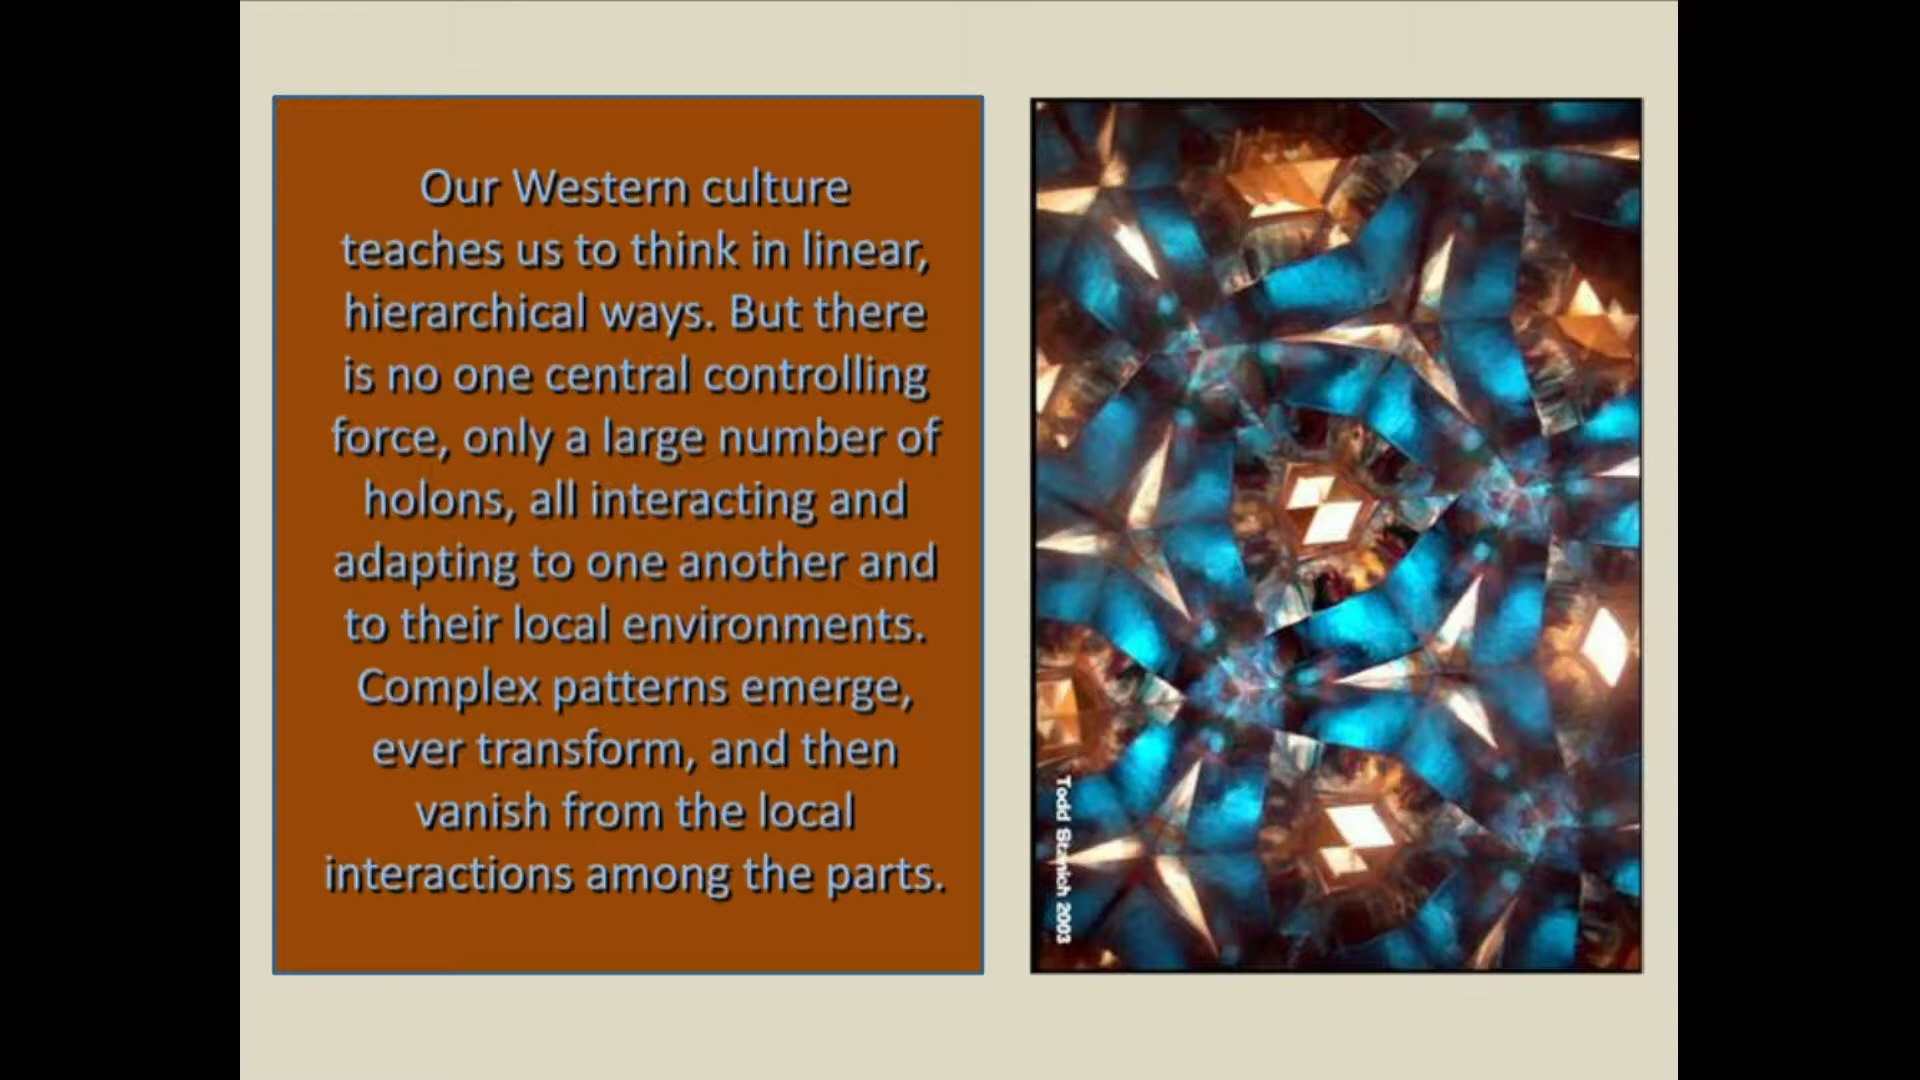 Our Western culture
teaches us to think in linear,
hierarchical ways. But there
is no one central controlling
force, only a large number of
holons, all interacting and
adapting to one another and
to their local environments.
Complex patterns emerge,
ever transform, and then
vanish from the local
interactions among the parts.
Todd Stanich 2003